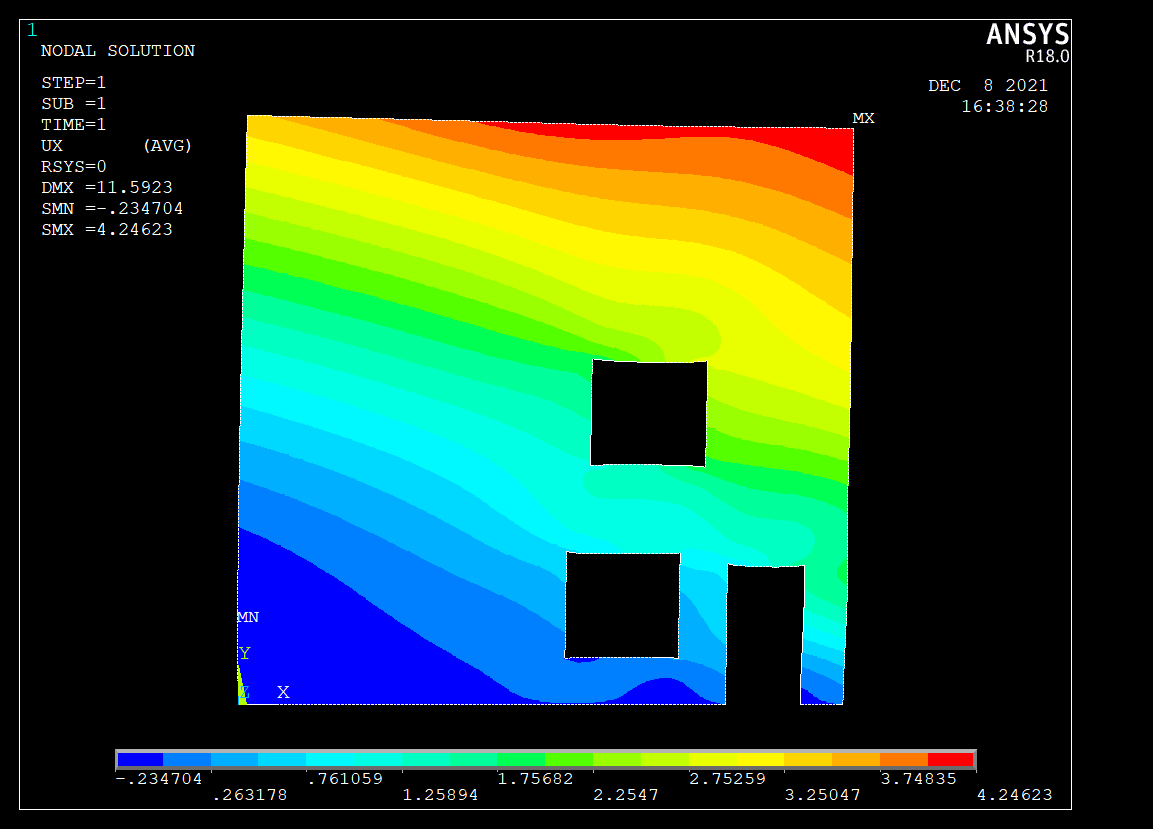 1
NODAL SOLUTION
ANSYS
R18.0
STEP=1
SUB =1
TIME=1
UX (AVG)
RSYS=0
DMX =11.5923
SMN =-.234704
SMX =4.24623
DEC 8 2021
16:38:28
MX
MN
Y
Z X
-.234704 .761059 1.75682 2.75259 3.74835
.263178 1.25894 2.2547 3.25047 4.24623